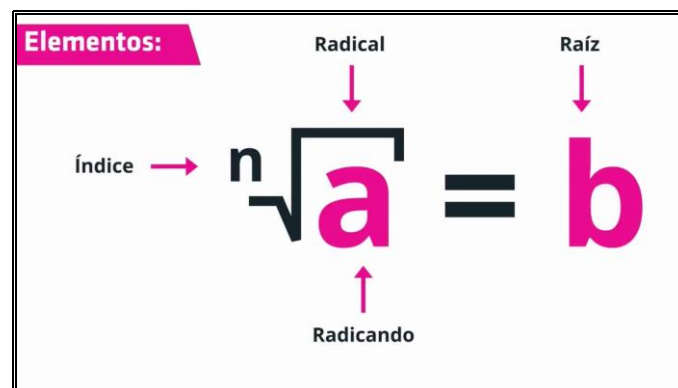 Elementos:
Radical
Raíz
Índice
n√a = b
Radicando